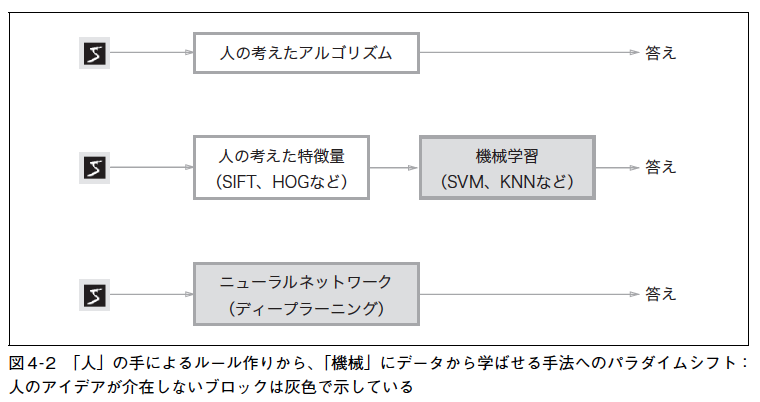 5
人の考えたアルゴリズム
答え
5
人の考えた特徴量
（SIFT、HOGなど）
機械学習
（SVM、KNNなど）
答え
5
ニューラルネットワーク
（ディープラーニング）
答え
図4-2 「人」の手によるルール作りから、「機械」にデータから学ばせる手法へのパラダイムシフト：
人のアイデアが介在しないブロックは灰色で示している